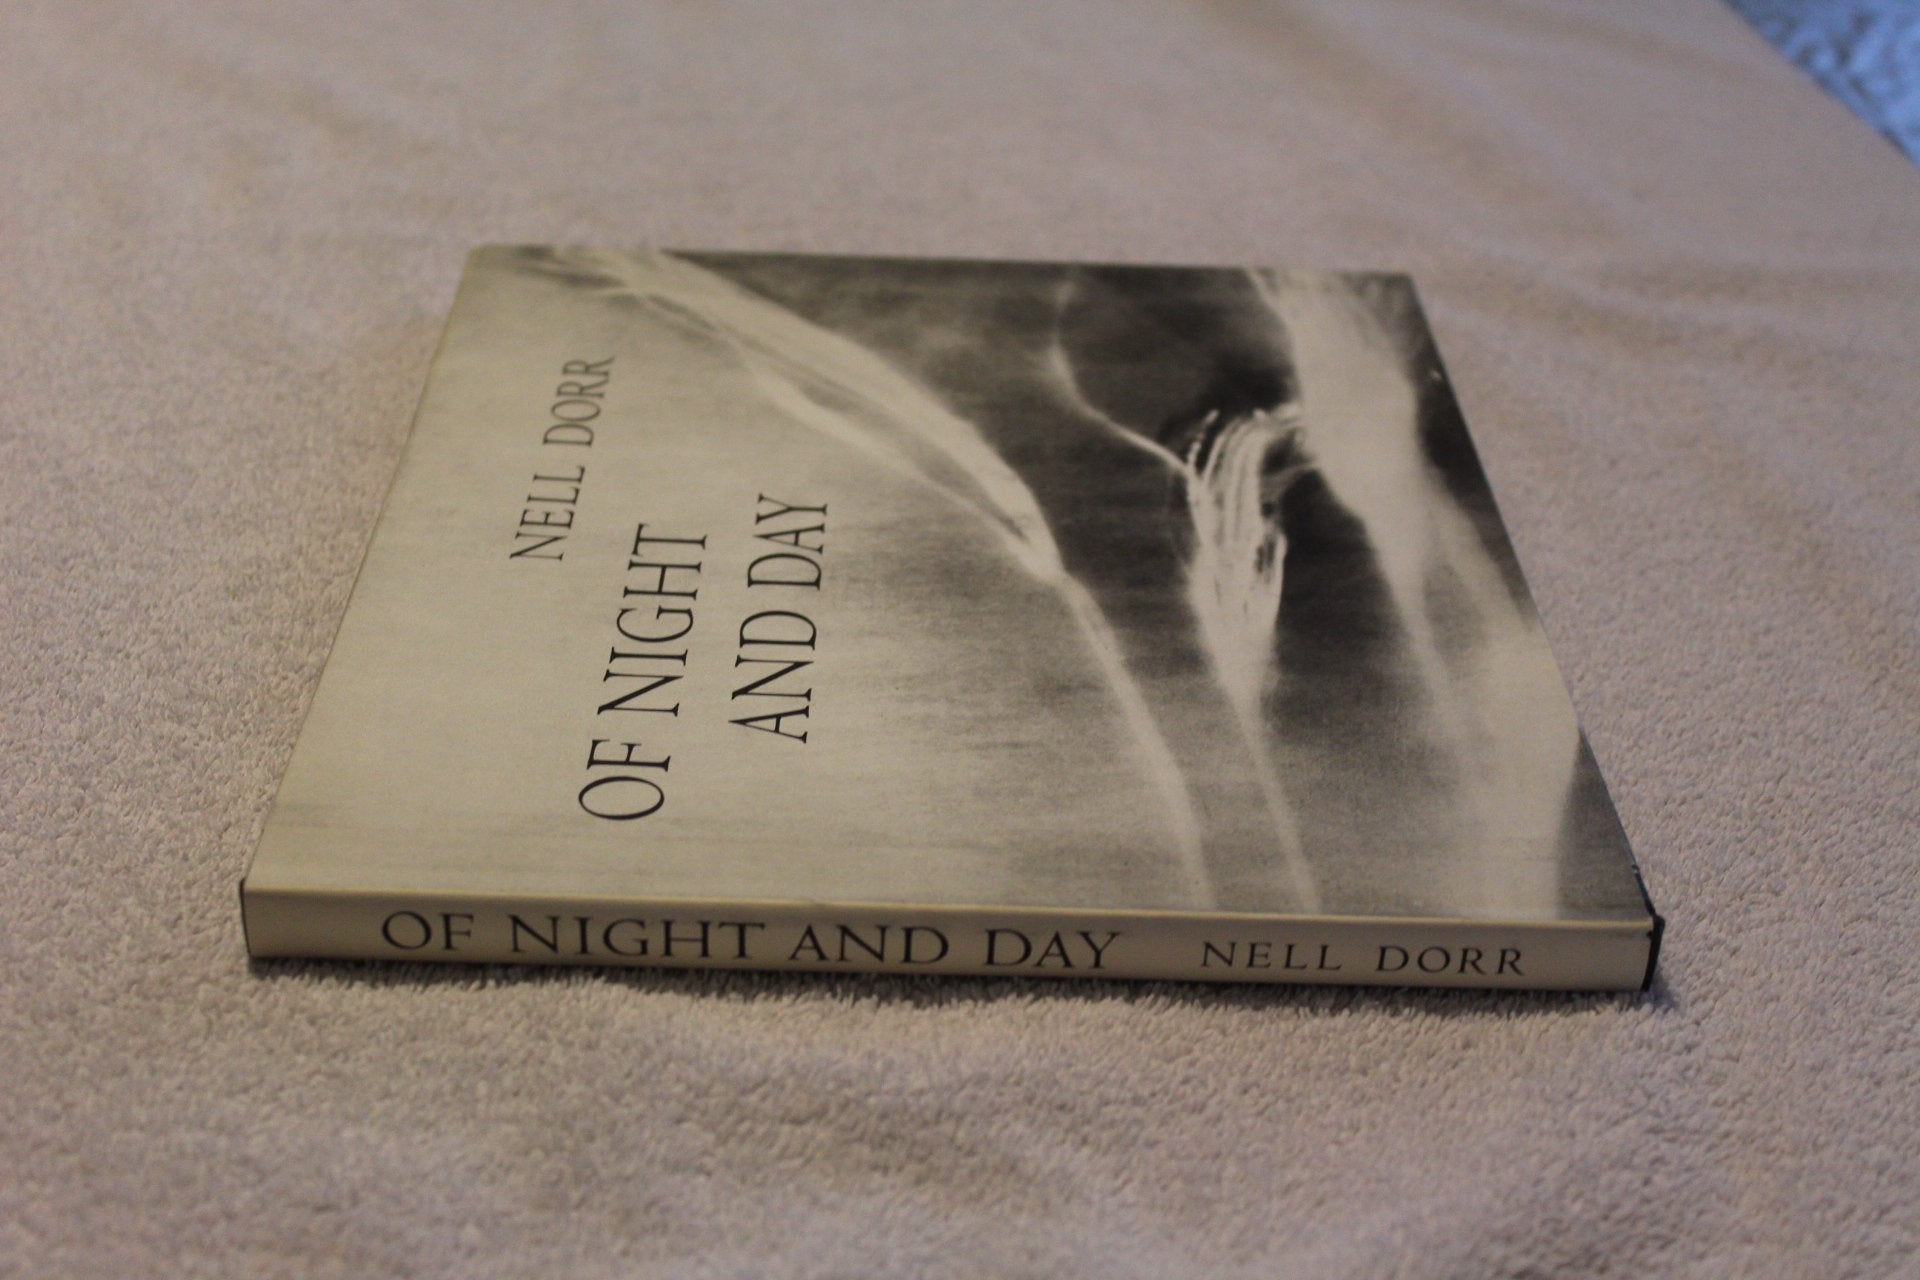 NELL DORR
OF NIGHT
AND DAY
OF NIGHT AND DAY NELL DORR